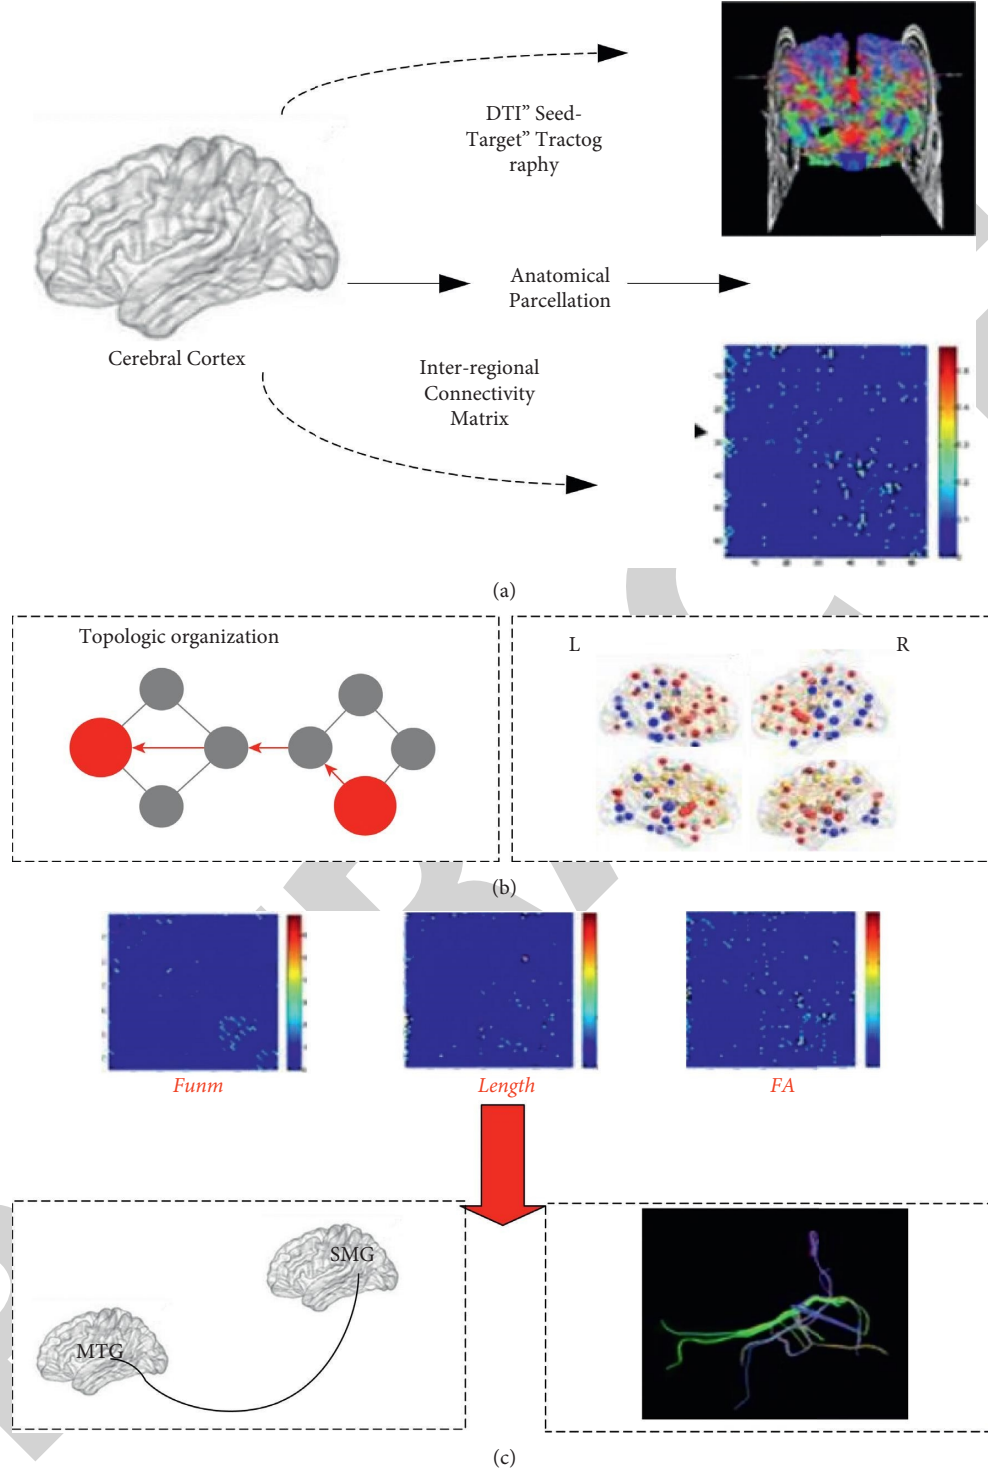 DTI” Seed-
Target” Tractog
raphy
Anatomical
Parcellation
Cerebral Cortex
Inter-regional
Connectivity
Matrix
(a)
Topologic organization
L
R
(b)
Funm
Length
FA
SMG
MTG
(c)